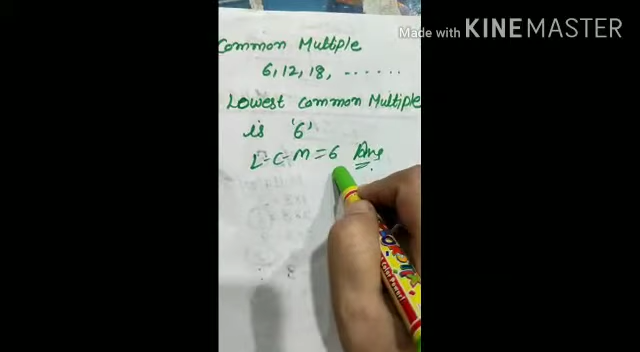 Made with KINEMASTER
Common Multiple
6, 12, 18, ......
Lowest common Multiple
is '6'
L-C-M=6 Ans